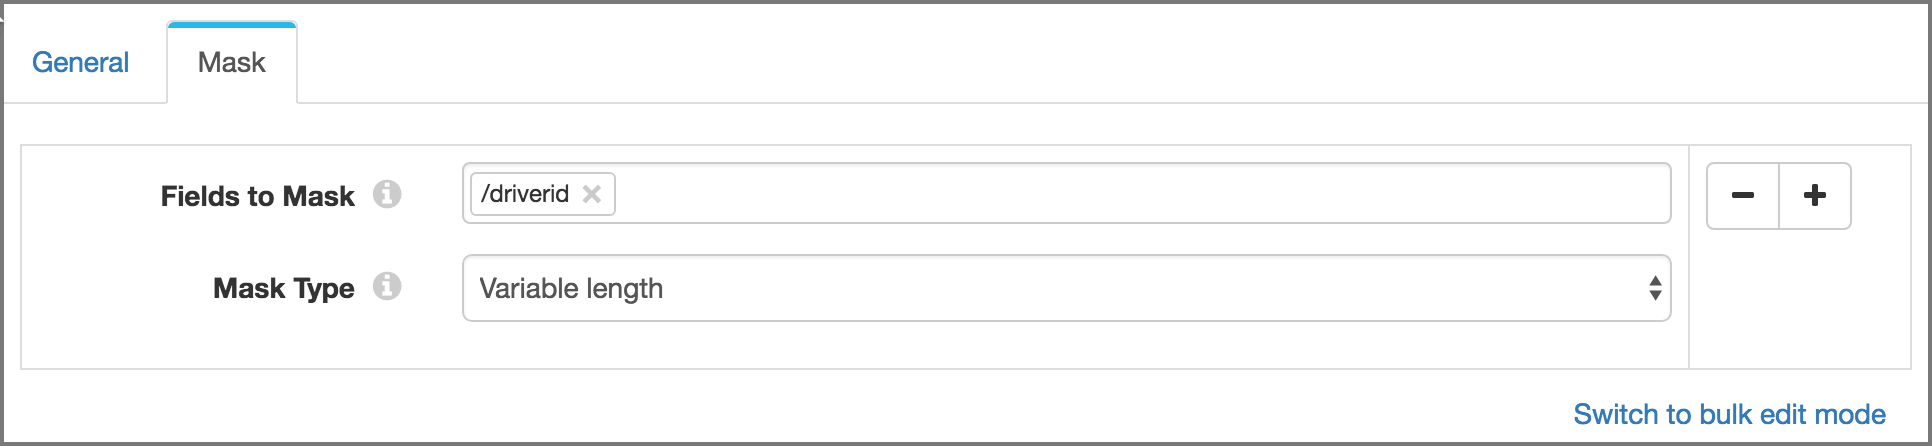 General
Mask
Fields to Mask
/driverid
Mask Type
Variable length
Switch to bulk edit mode